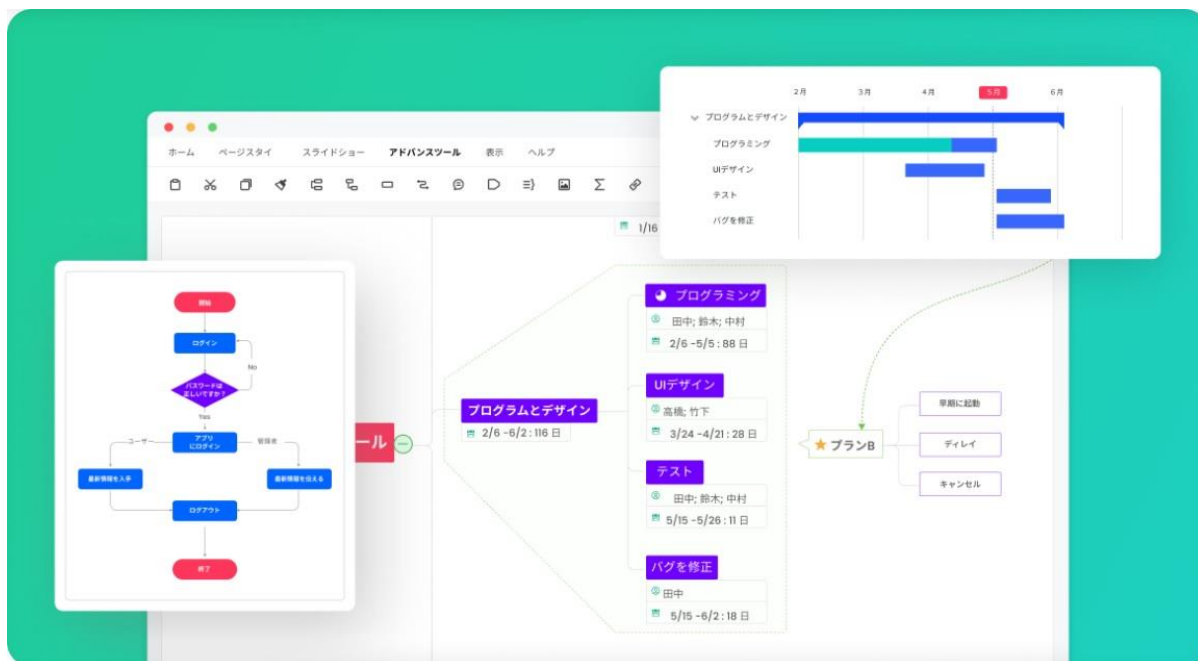 ホーム ページスタイ スライドショー アドバンスツール 表示 ヘルプ
2月 3月 4月 5月 6月
プログラムとデザイン
プログラミング
UIデザイン
テスト
バグを修正
1/16
開始
ログイン
No
パスワードは
正しいですか？
Yes
ユーザー
アプリ
にログイン
管理者
最新情報を入手
最新情報を伝える
ログアウト
終了
ール
プログラムとデザイン
2/6 -6/2 : 116 日
プログラミング
田中; 鈴木; 中村
2/6 -5/5 : 88 日
UIデザイン
高橋; 竹下
3/24 -4/21 : 28 日
テスト
田中; 鈴木; 中村
5/15 -5/26 : 11 日
バグを修正
田中
5/15 -6/2 : 18 日
プランB
早期に起動
ディレイ
キャンセル